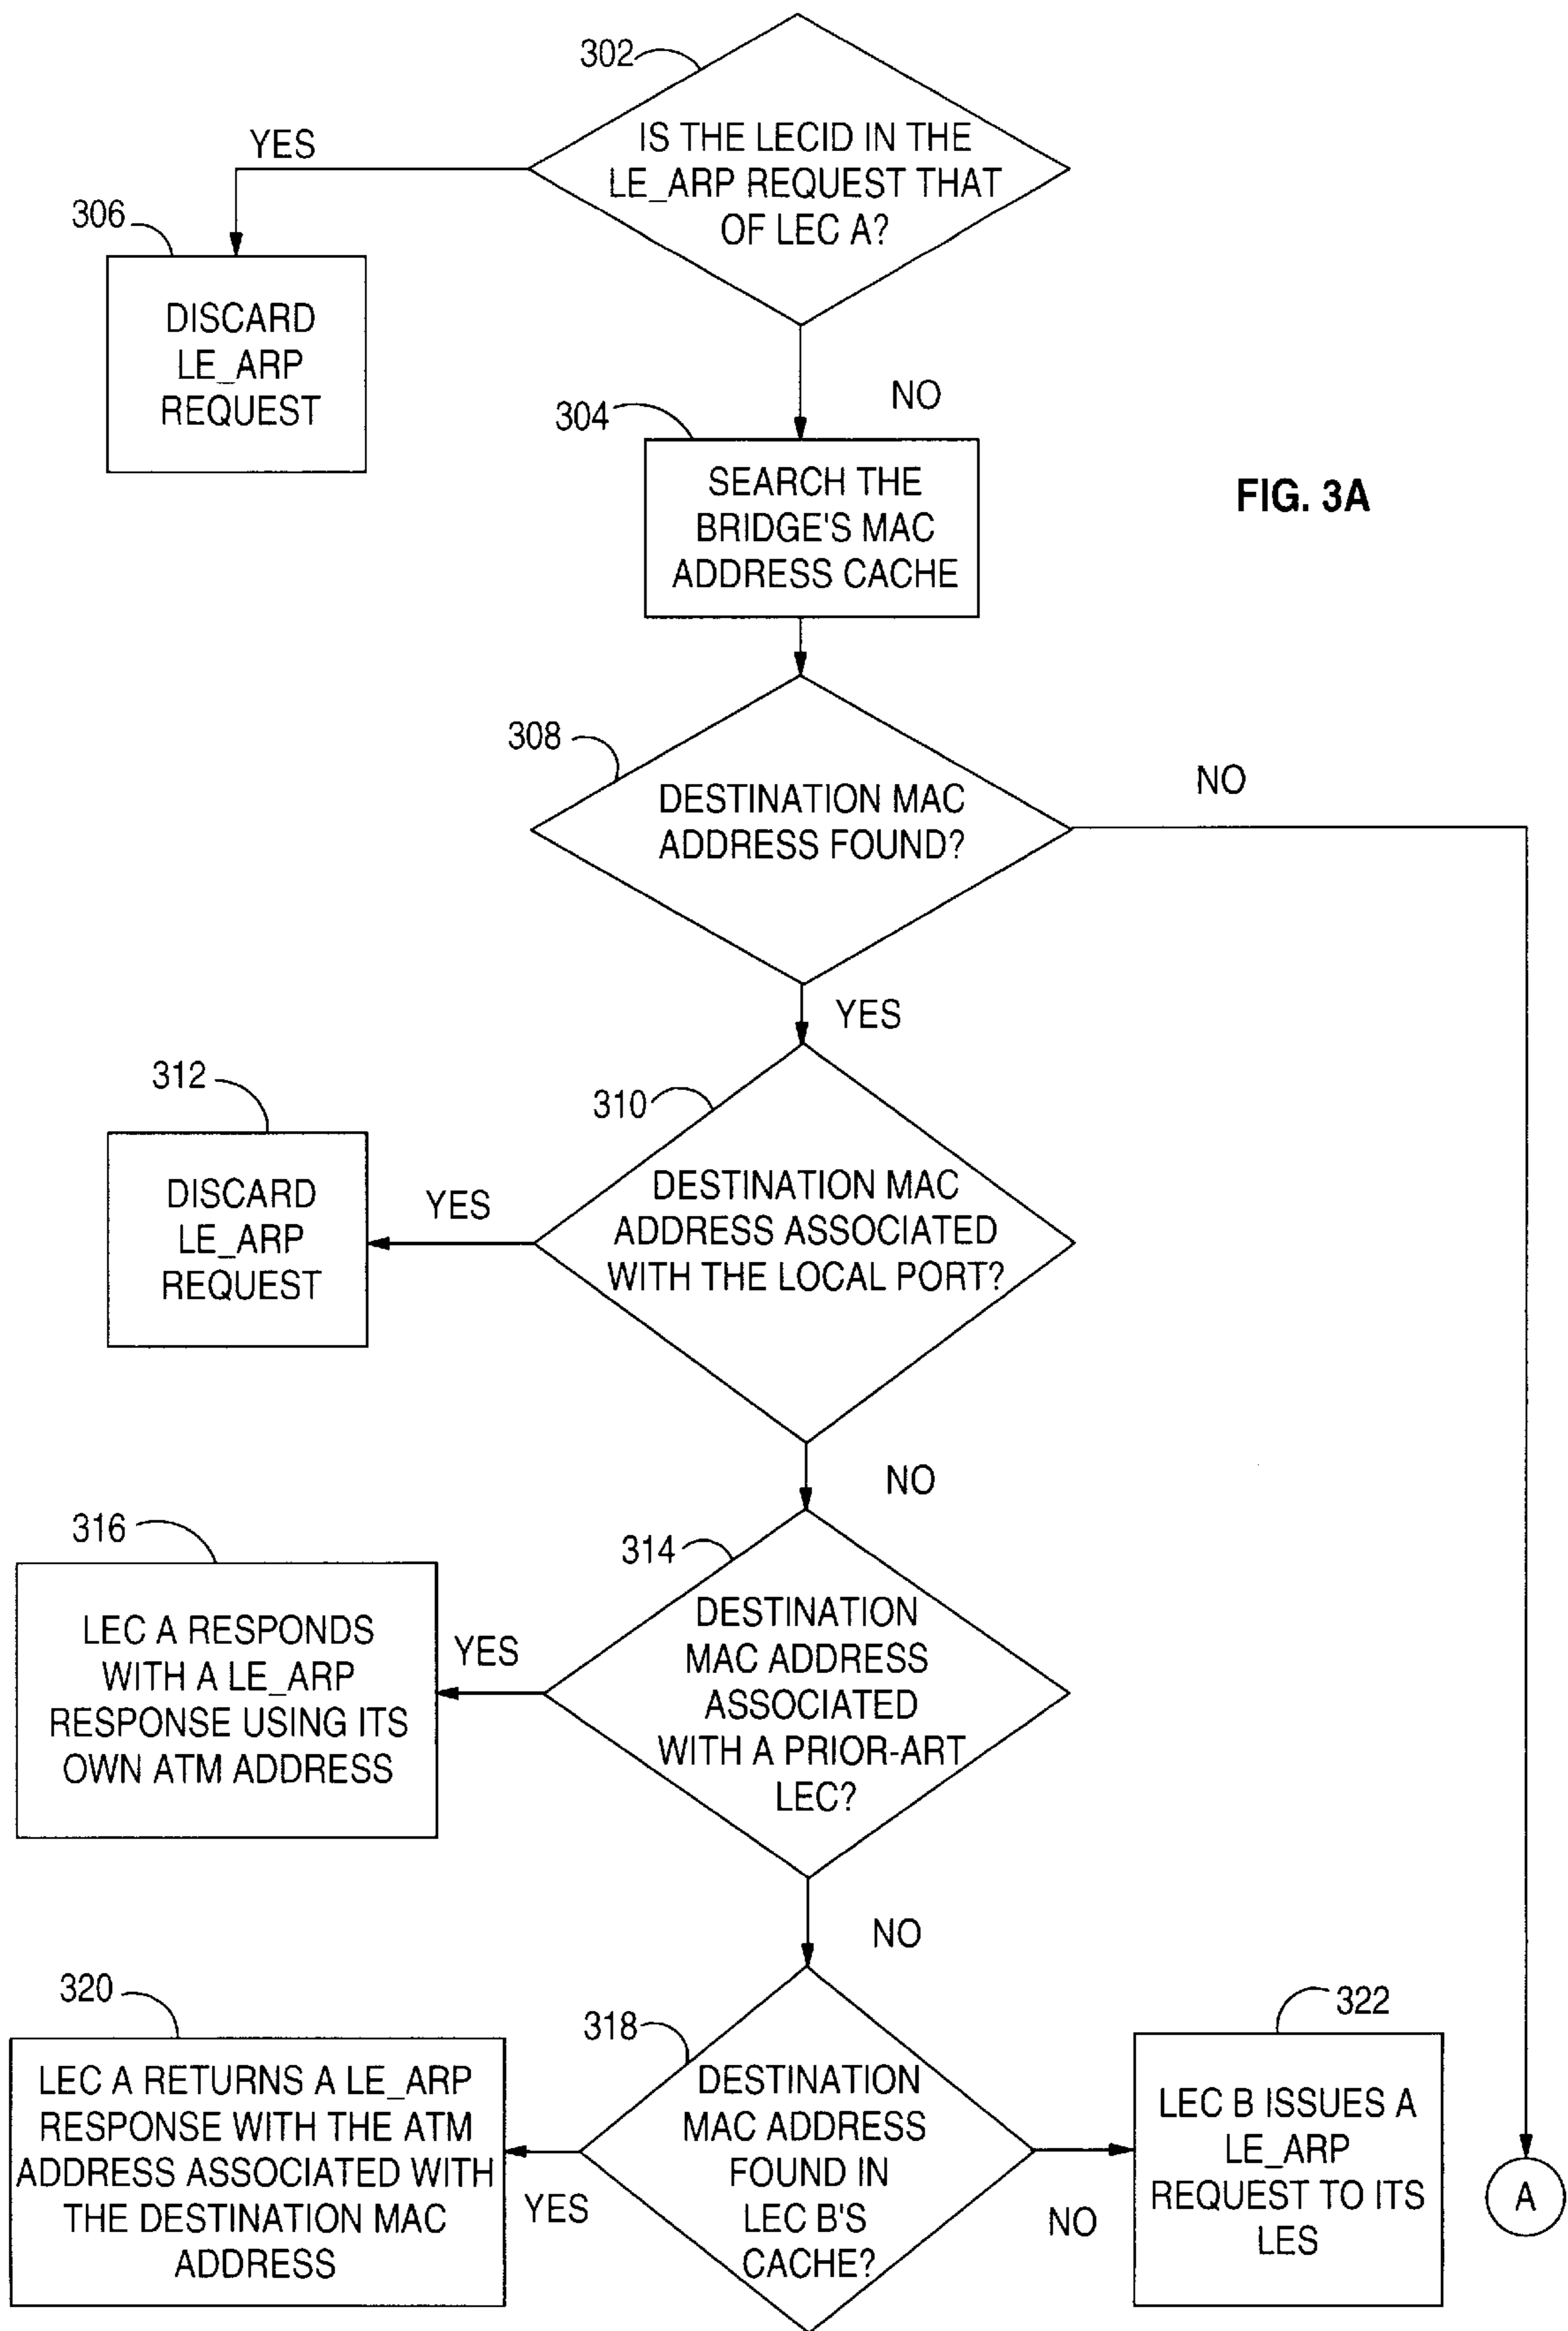 302
IS THE LECID IN THE
LE_ARP REQUEST THAT
OF LEC A?
YES
306
DISCARD
LE_ARP
REQUEST
NO
304
SEARCH THE
BRIDGE'S MAC
ADDRESS CACHE
FIG. 3A
308
DESTINATION MAC
ADDRESS FOUND?
NO
YES
312
310
DISCARD
LE_ARP
REQUEST
YES
DESTINATION MAC
ADDRESS ASSOCIATED
WITH THE LOCAL PORT?
NO
316
314
LEC A RESPONDS
WITH A LE_ARP
RESPONSE USING ITS
OWN ATM ADDRESS
YES
DESTINATION
MAC ADDRESS
ASSOCIATED
WITH A PRIOR-ART
LEC?
NO
320
318
322
LEC A RETURNS A LE_ARP
RESPONSE WITH THE ATM
ADDRESS ASSOCIATED WITH
THE DESTINATION MAC
ADDRESS
YES
DESTINATION
MAC ADDRESS
FOUND IN
LEC B'S
CACHE?
NO
LEC B ISSUES A
LE_ARP
REQUEST TO ITS
LES
A